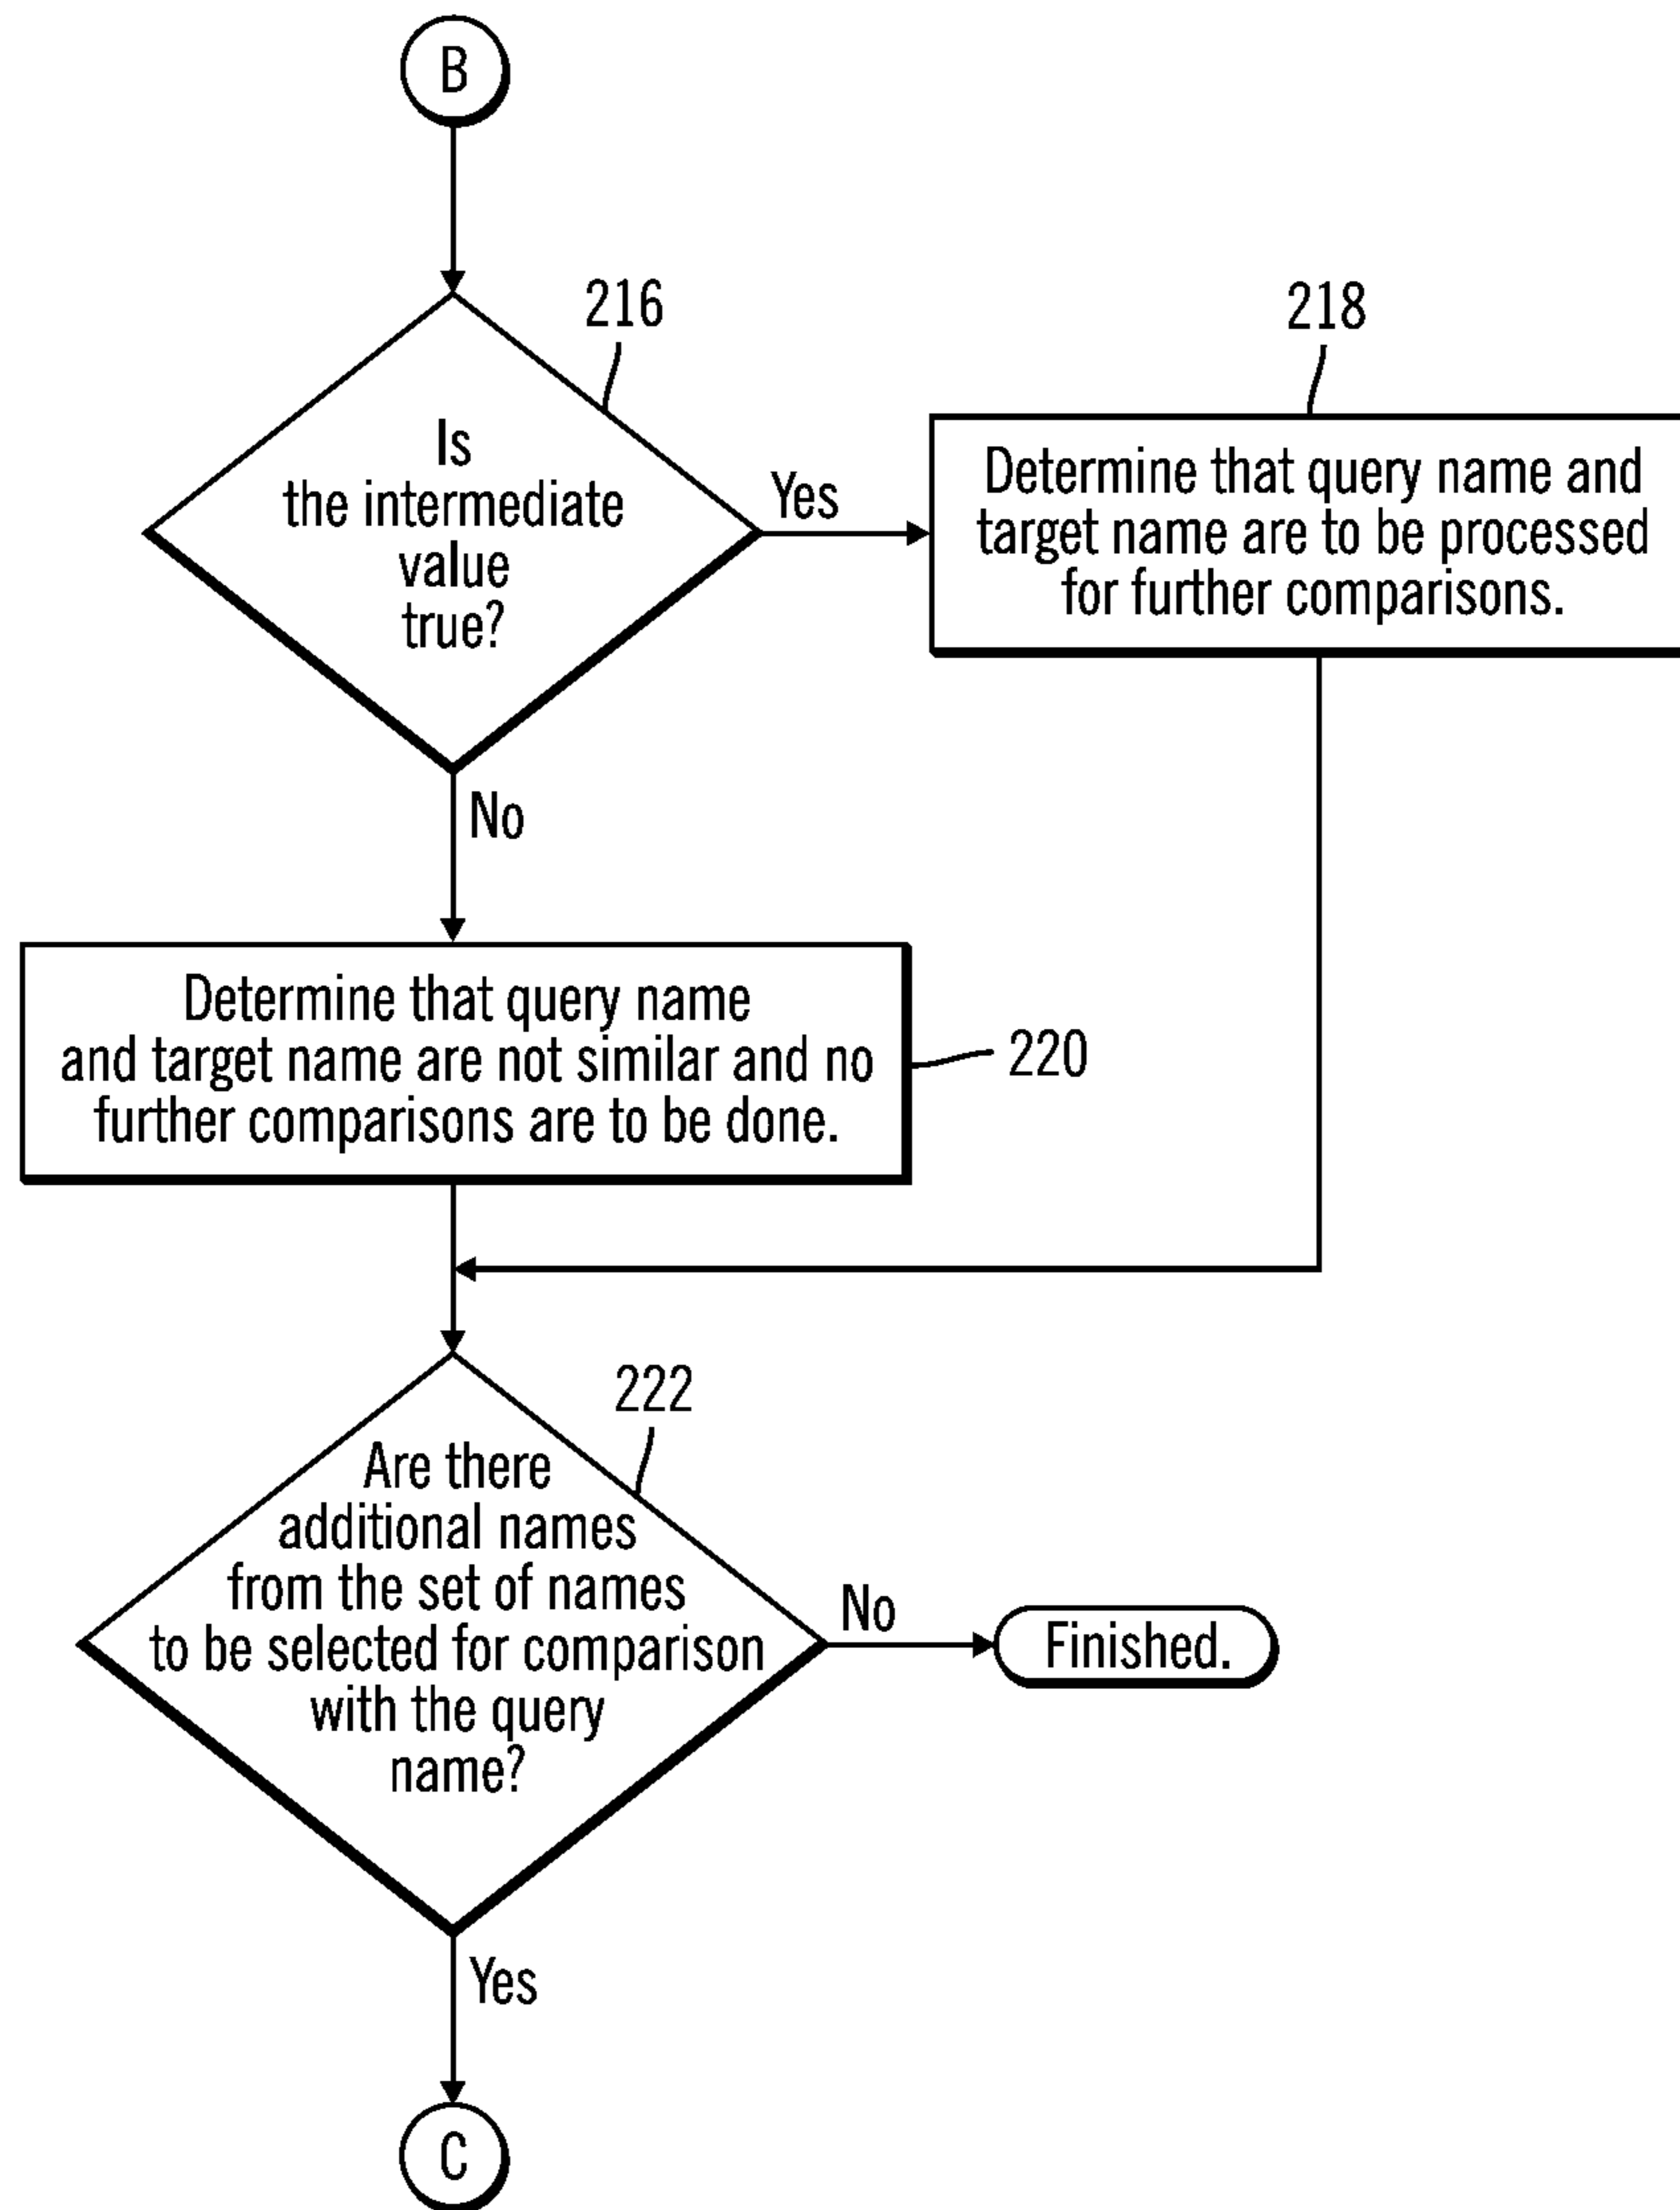 B
216
Is
the intermediate
value
true?
Yes
218
Determine that query name and
target name are to be processed
for further comparisons.
No
Determine that query name
and target name are not similar and no
further comparisons are to be done.
220
222
Are there
additional names
from the set of names
to be selected for comparison
with the query
name?
No
Finished.
Yes
C